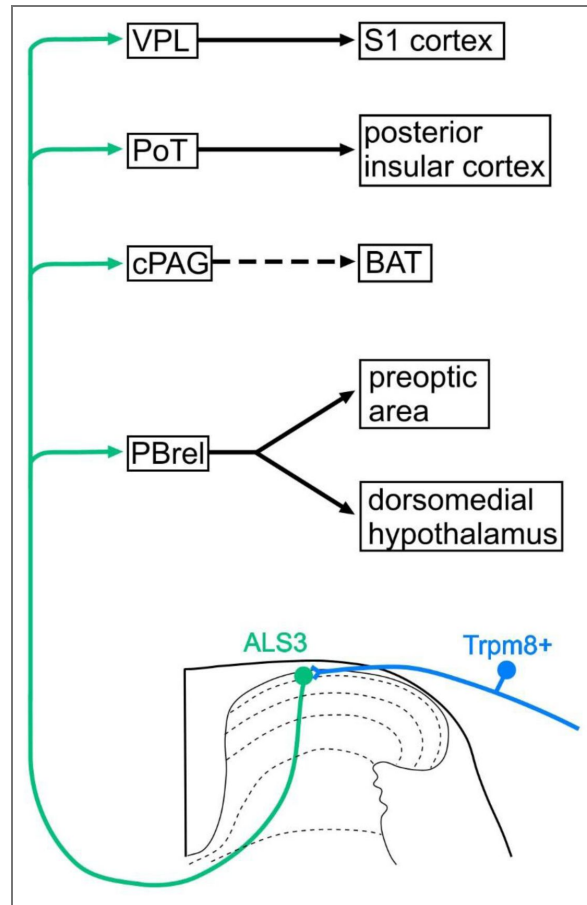 VPL
S1 cortex
PoT
posterior
insular cortex
cPAG
BAT
preoptic
area
PBrel
dorsomedial
hypothalamus
ALS3
Trpm8+